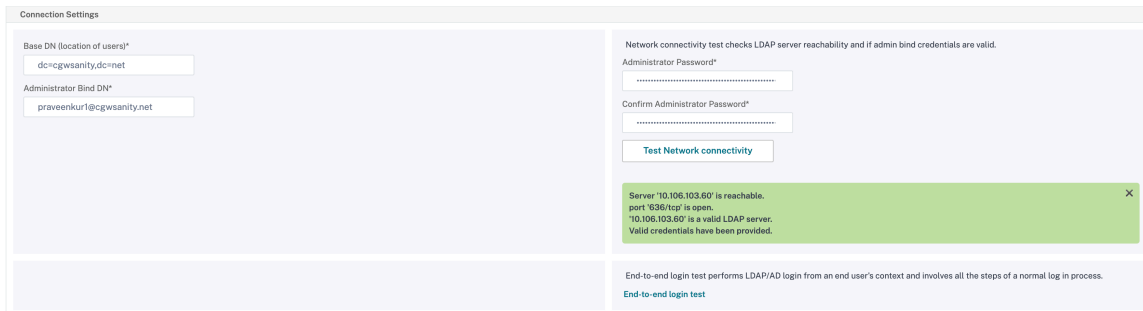 Connection Settings
Base DN (location of users)*
dc=cgwsanity,dc=net
Administrator Bind DN*
praveenkur1@cgwsanity.net
Network connectivity test checks LDAP server reachability and if admin bind credentials are valid.
Administrator Password*
Confirm Administrator Password*
Test Network connectivity
Server '10.106.103.60' is reachable.
port '636/tcp' is open.
'10.106.103.60' is a valid LDAP server.
Valid credentials have been provided.
End-to-end login test performs LDAP/AD login from an end user's context and involves all the steps of a normal log in process.
End-to-end login test